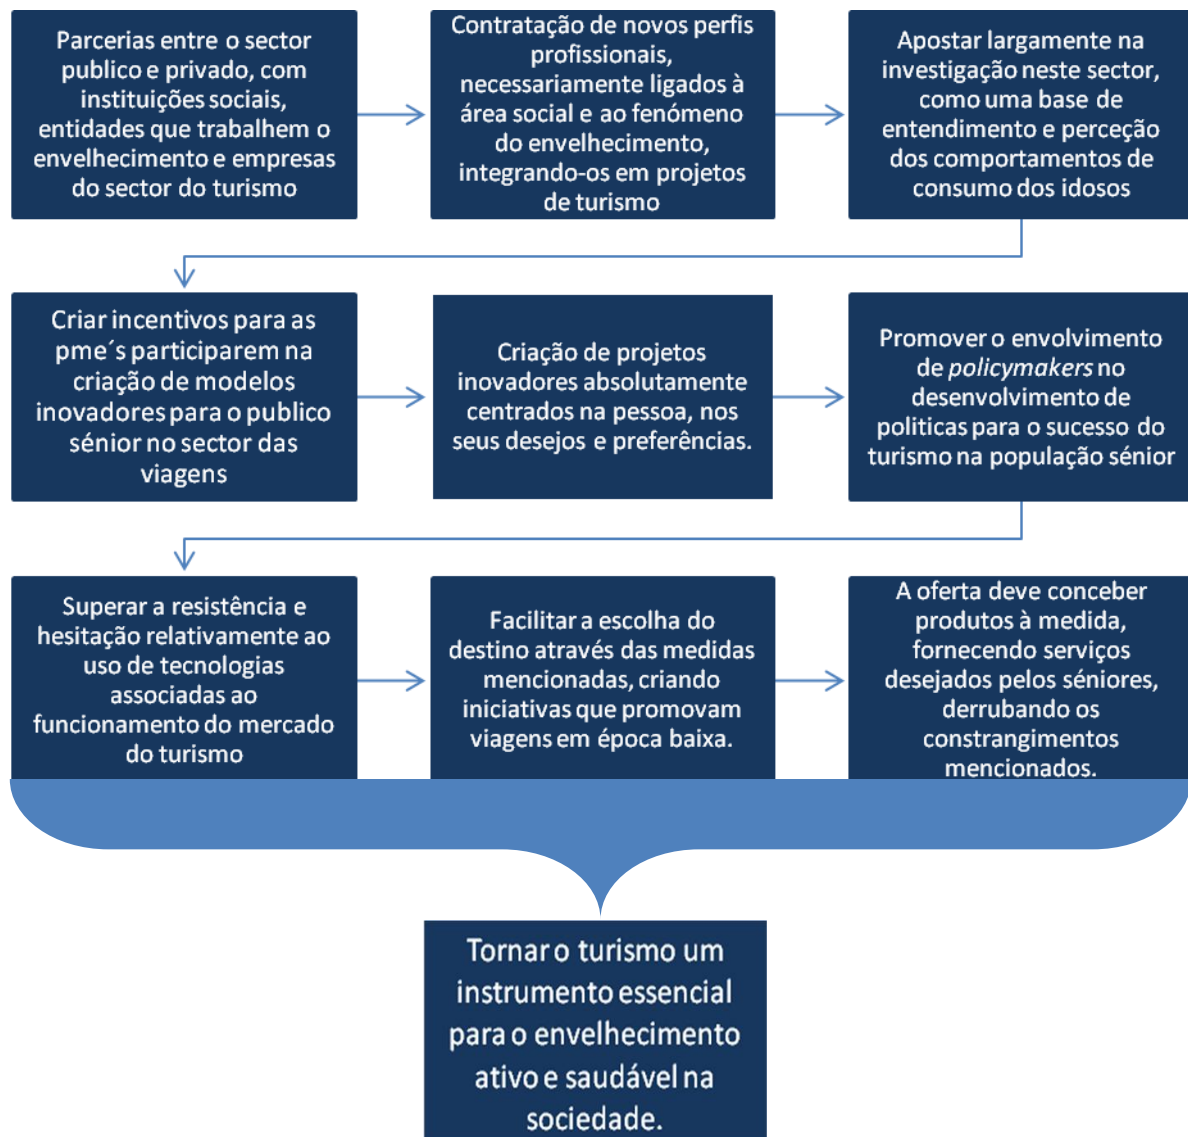 Parcerias entre o sector
publico e privado, com
instituições sociais,
entidades que trabalhem o
envelhecimento e empresas
do sector do turismo
Contratação de novos perfis
profissionais,
necessariamente ligados à
área social e ao fenómeno
do envelhecimento,
integrando-os em projetos
de turismo
Apostar largamente na
investigação neste sector,
como uma base de
entendimento e perceção
dos comportamentos de
consumo dos idosos
Criar incentivos para as
pme´s participarem na
criação de modelos
inovadores para o publico
sénior no sector das
viagens
Criação de projetos
inovadores absolutamente
centrados na pessoa, nos
seus desejos e preferências.
Promover o envolvimento
de policymakers no
desenvolvimento de
politicas para o sucesso do
turismo na população sénior
Superar a resistência e
hesitação relativamente ao
uso de tecnologias
associadas ao
funcionamento do mercado
do turismo
Facilitar a escolha do
destino através das medidas
mencionadas, criando
iniciativas que promovam
viagens em época baixa.
A oferta deve conceber
produtos à medida,
fornecendo serviços
desejados pelos séniores,
derrubando os
constrangimentos
mencionados.
Tornar o turismo um
instrumento essencial
para o envelhecimento
ativo e saudável na
sociedade.